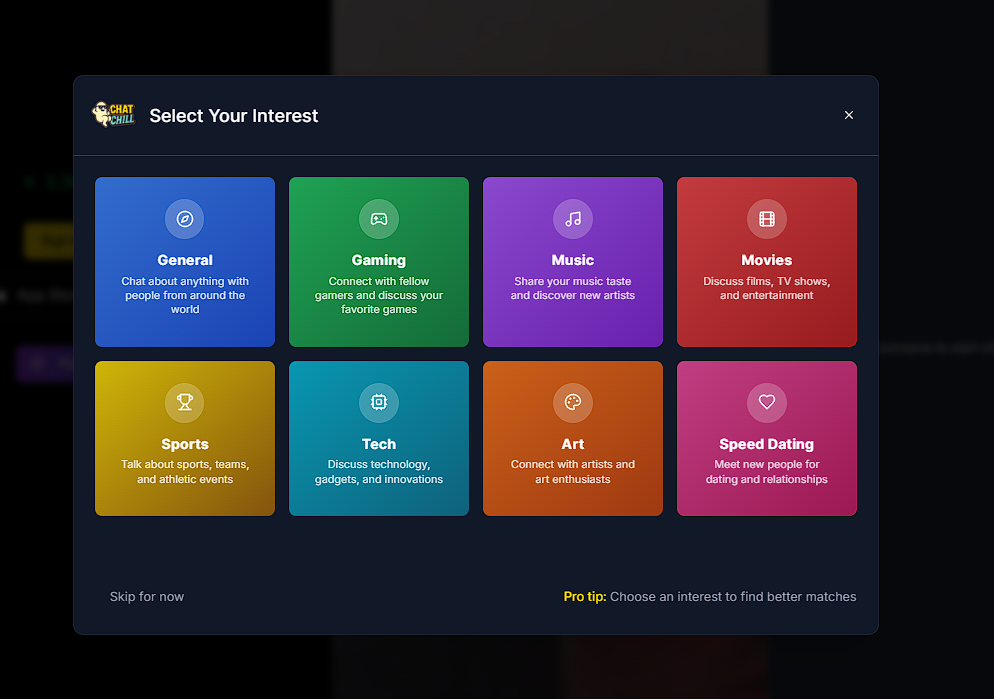 CHAT
CHILL
Select Your Interest
General
Chat about anything with
people from around the
world
Gaming
Connect with fellow
gamers and discuss your
favorite games
Music
Share your music taste
and discover new artists
Movies
Discuss films, TV shows,
and entertainment
Sports
Talk about sports, teams,
and athletic events
Tech
Discuss technology,
gadgets, and innovations
Art
Connect with artists and
art enthusiasts
Speed Dating
Meet new people for
dating and relationships
Skip for now
Pro tip: Choose an interest to find better matches